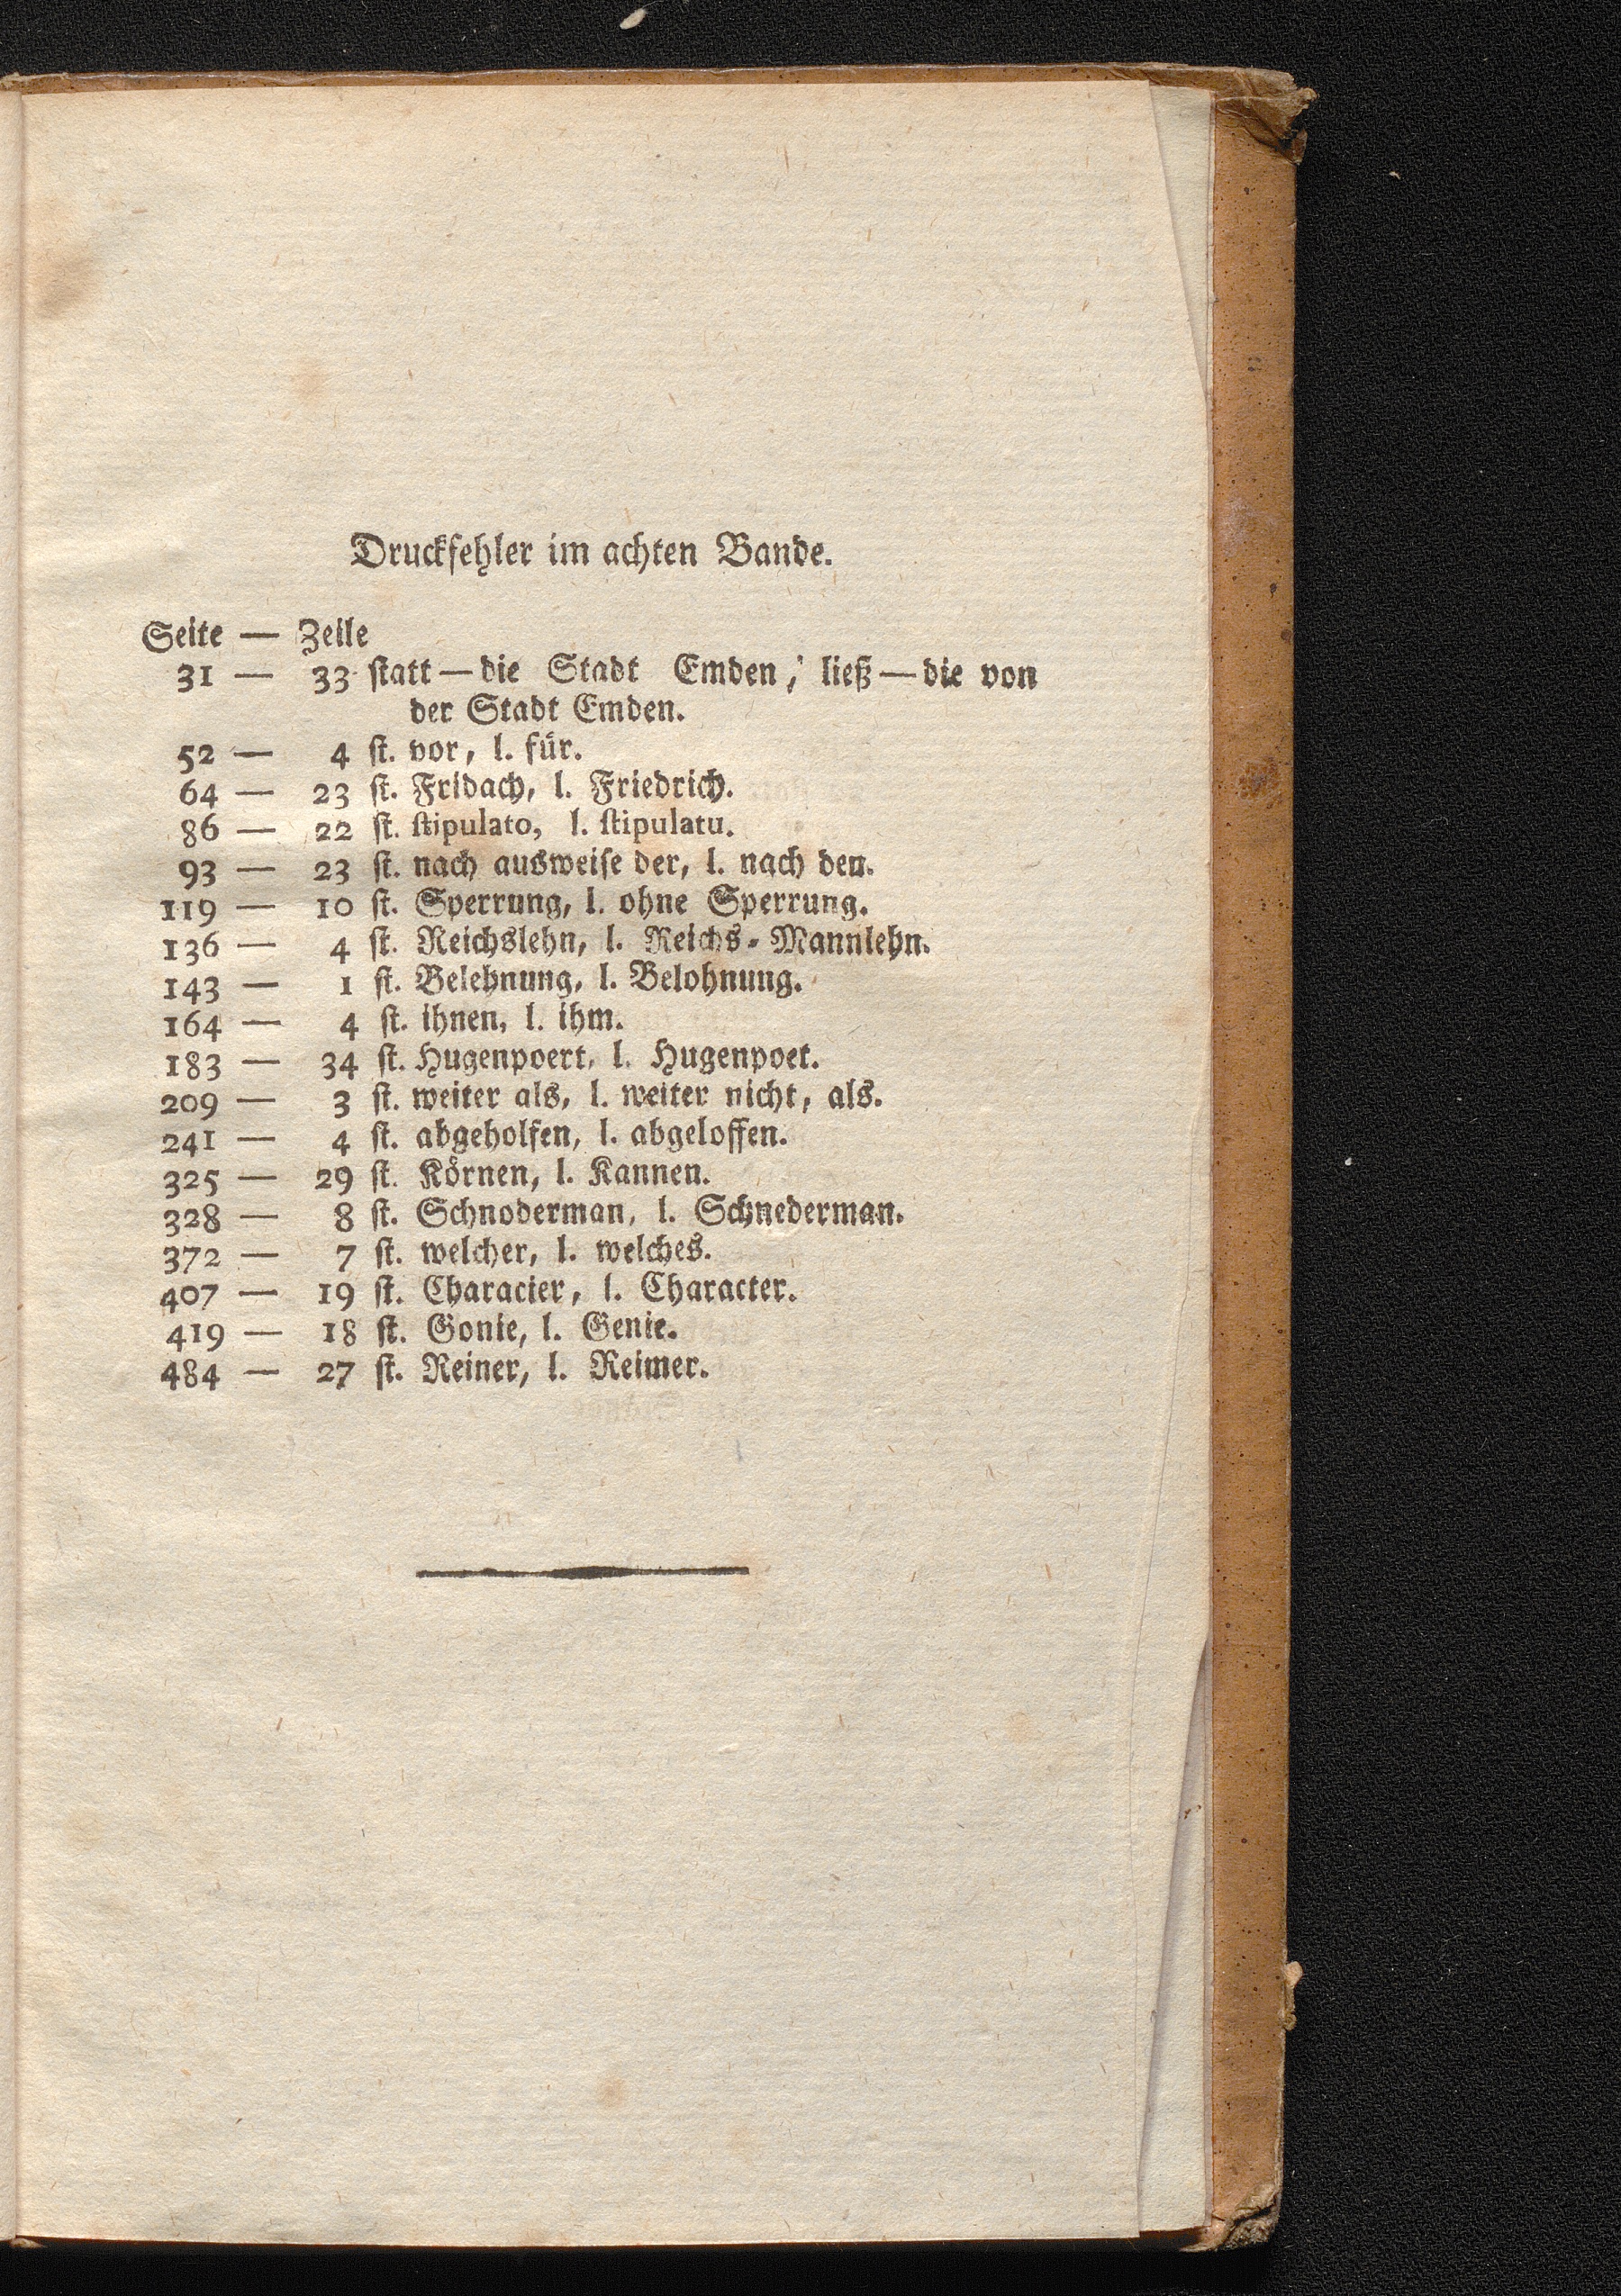 Druckfehler im achten Bande.
Seite — Zeile
31 — 33 statt — die Stadt Emden, ließ — die von
der Stadt Emden.
52 — 4 st. vor, l. für.
64 — 23 st. Fridach, l. Friedrich.
86 — 22 st. stipulato, l. stipulatu.
93 — 23 st. nach ausweise der, l. nach den.
119 — 10 st. Sperrung, l. ohne Sperrung.
136 — 4 st. Reichslehn, l. Reichs-Mannlehn.
143 — 1 st. Belehnung, l. Belohnung.
164 — 4 st. ihnen, l. ihm.
183 — 34 st. Hugenpoert, l. Hugenpoet.
209 — 3 st. weiter als, l. weiter nicht, als.
241 — 4 st. abgeholfen, l. abgeloffen.
325 — 29 st. Körnen, l. Kannen.
328 — 8 st. Schnoderman, l. Schnederman.
372 — 7 st. welcher, l. welches.
407 — 19 st. Characier, l. Character.
419 — 18 st. Gonie, l. Genie.
484 — 27 st. Reiner, l. Reimer.